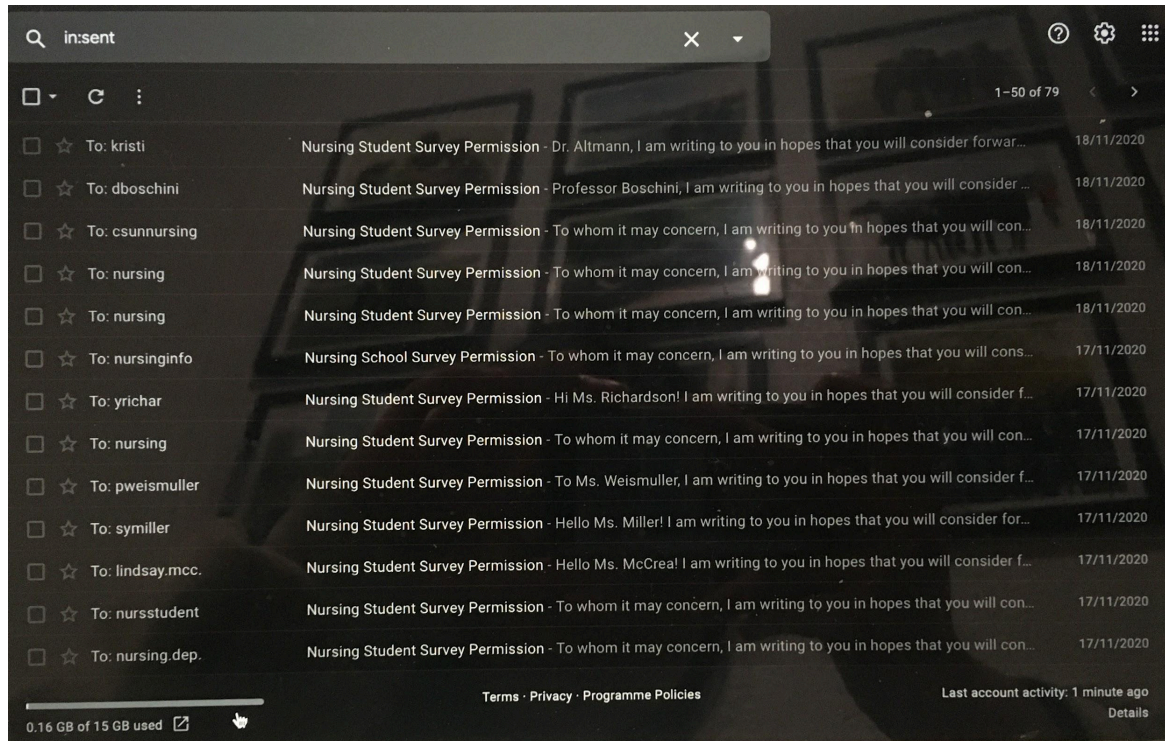 in:sent
1–50 of 79
To: kristi Nursing Student Survey Permission - Dr. Altmann, I am writing to you in hopes that you will consider forwar... 18/11/2020
To: dboschini Nursing Student Survey Permission - Professor Boschini, I am writing to you in hopes that you will consider ... 18/11/2020
To: csunnursing Nursing Student Survey Permission - To whom it may concern, I am writing to you in hopes that you will con... 18/11/2020
To: nursing Nursing Student Survey Permission - To whom it may concern, I am writing to you in hopes that you will con... 18/11/2020
To: nursing Nursing Student Survey Permission - To whom it may concern, I am writing to you in hopes that you will con... 18/11/2020
To: nursinginfo Nursing School Survey Permission - To whom it may concern, I am writing to you in hopes that you will cons... 17/11/2020
To: yrichar Nursing Student Survey Permission - Hi Ms. Richardson! I am writing to you in hopes that you will consider f... 17/11/2020
To: nursing Nursing Student Survey Permission - To whom it may concern, I am writing to you in hopes that you will con... 17/11/2020
To: pweismuller Nursing Student Survey Permission - To Ms. Weismuller, I am writing to you in hopes that you will consider f... 17/11/2020
To: symiller Nursing Student Survey Permission - Hello Ms. Miller! I am writing to you in hopes that you will consider for... 17/11/2020
To: lindsay.mcc. Nursing Student Survey Permission - Hello Ms. McCrea! I am writing to you in hopes that you will consider f... 17/11/2020
To: nursstudent Nursing Student Survey Permission - To whom it may concern, I am writing to you in hopes that you will con... 17/11/2020
To: nursing.dep. Nursing Student Survey Permission - To whom it may concern, I am writing to you in hopes that you will con... 17/11/2020
Terms · Privacy · Programme Policies
Last account activity: 1 minute ago
Details
0.16 GB of 15 GB used